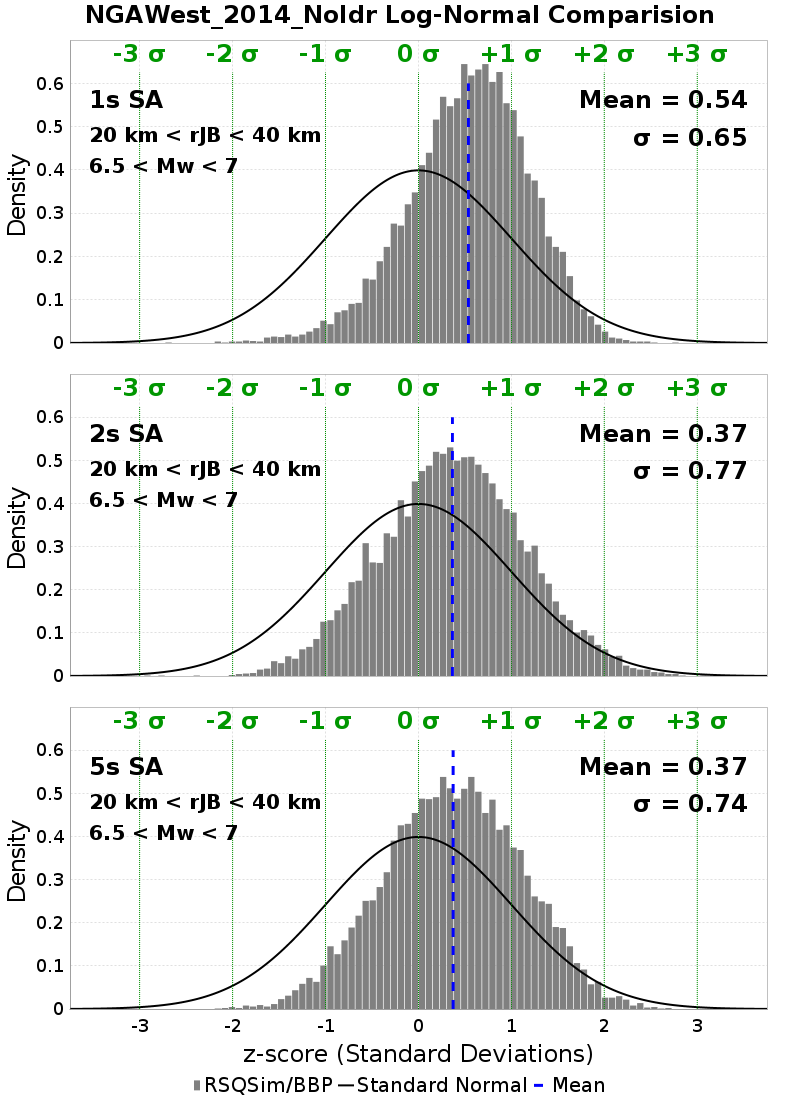 NGAWest_2014_NoIdr Log-Normal Comparision
-3 σ -2 σ -1 σ 0 σ +1 σ +2 σ +3 σ
1s SA
20 km < rJB < 40 km
6.5 < Mw < 7
Mean = 0.54
σ = 0.65
Density
0.6
0.5
0.4
0.3
0.2
0.1
0
-3 σ -2 σ -1 σ 0 σ +1 σ +2 σ +3 σ
2s SA
20 km < rJB < 40 km
6.5 < Mw < 7
Mean = 0.37
σ = 0.77
Density
0.6
0.5
0.4
0.3
0.2
0.1
0
-3 σ -2 σ -1 σ 0 σ +1 σ +2 σ +3 σ
5s SA
20 km < rJB < 40 km
6.5 < Mw < 7
Mean = 0.37
σ = 0.74
Density
0.6
0.5
0.4
0.3
0.2
0.1
0
-3 -2 -1 0 1 2 3
z-score (Standard Deviations)
RSQSim/BBP Standard Normal Mean